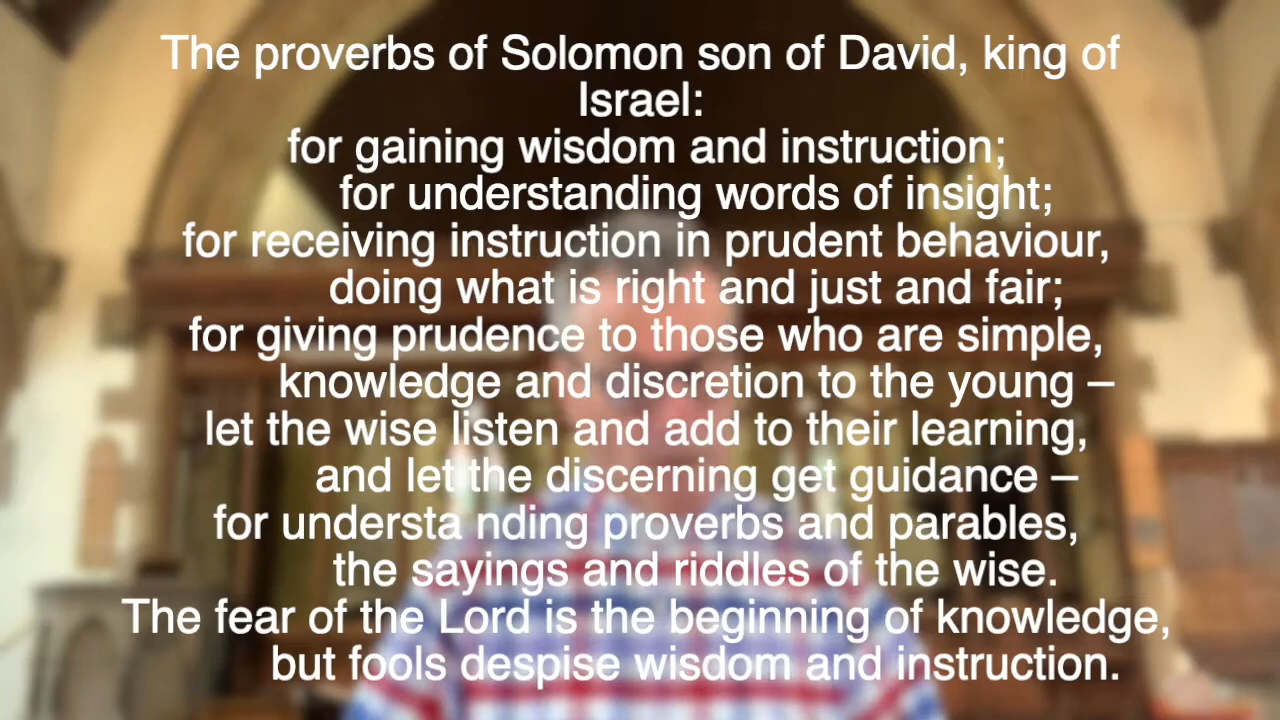 The proverbs of Solomon son of David, king of
Israel:
for gaining wisdom and instruction;
for understanding words of insight;
for receiving instruction in prudent behaviour,
doing what is right and just and fair;
for giving prudence to those who are simple,
knowledge and discretion to the young –
let the wise listen and add to their learning,
and let the discerning get guidance –
for understa nding proverbs and parables,
the sayings and riddles of the wise.
The fear of the Lord is the beginning of knowledge,
but fools despise wisdom and instruction.